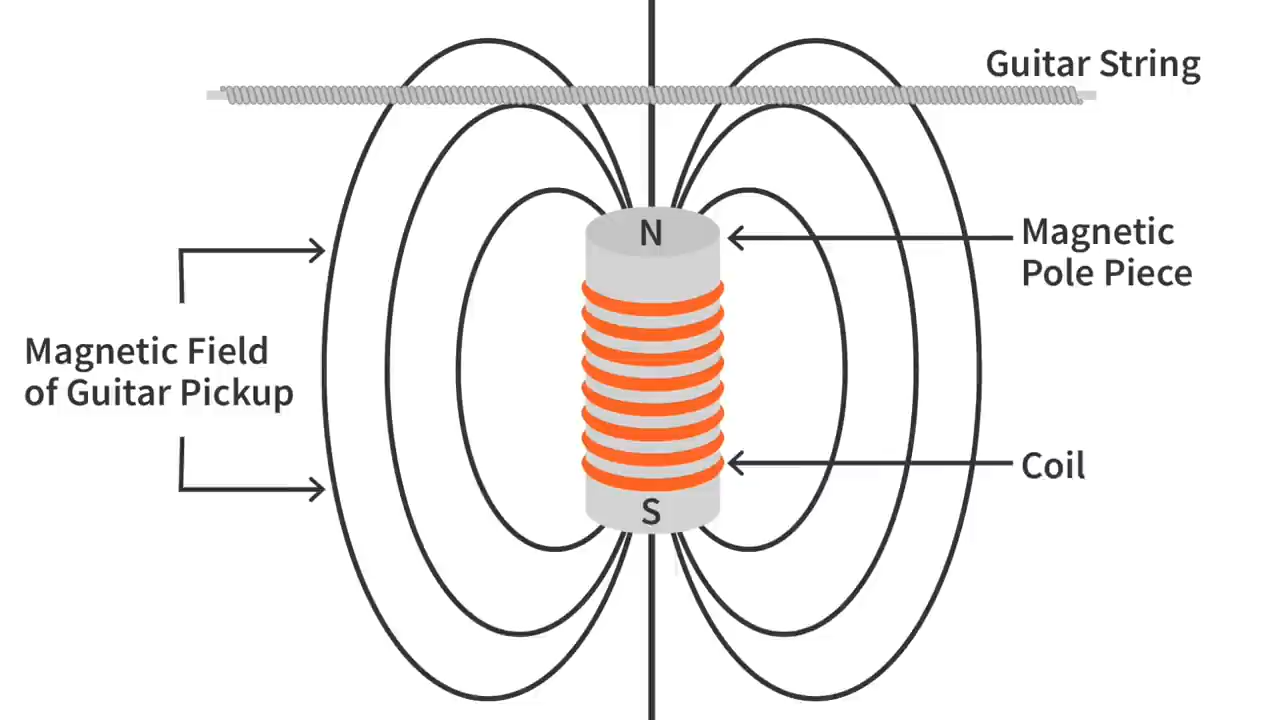 Guitar String
N
Magnetic
Pole Piece
Magnetic Field
of Guitar Pickup
Coil
S